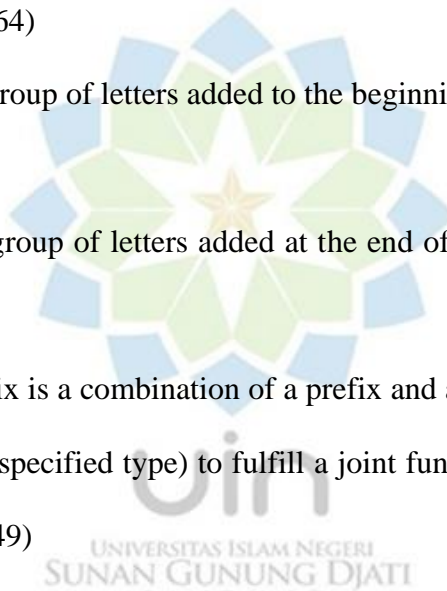 64)
roup of letters added to the beginni
group of letters added at the end of
ix is a combination of a prefix and a
specified type) to fulfill a joint fun
49)
uin
UNIVERSITAS ISLAM NEGERI
SUNAN GUNUNG DJATI